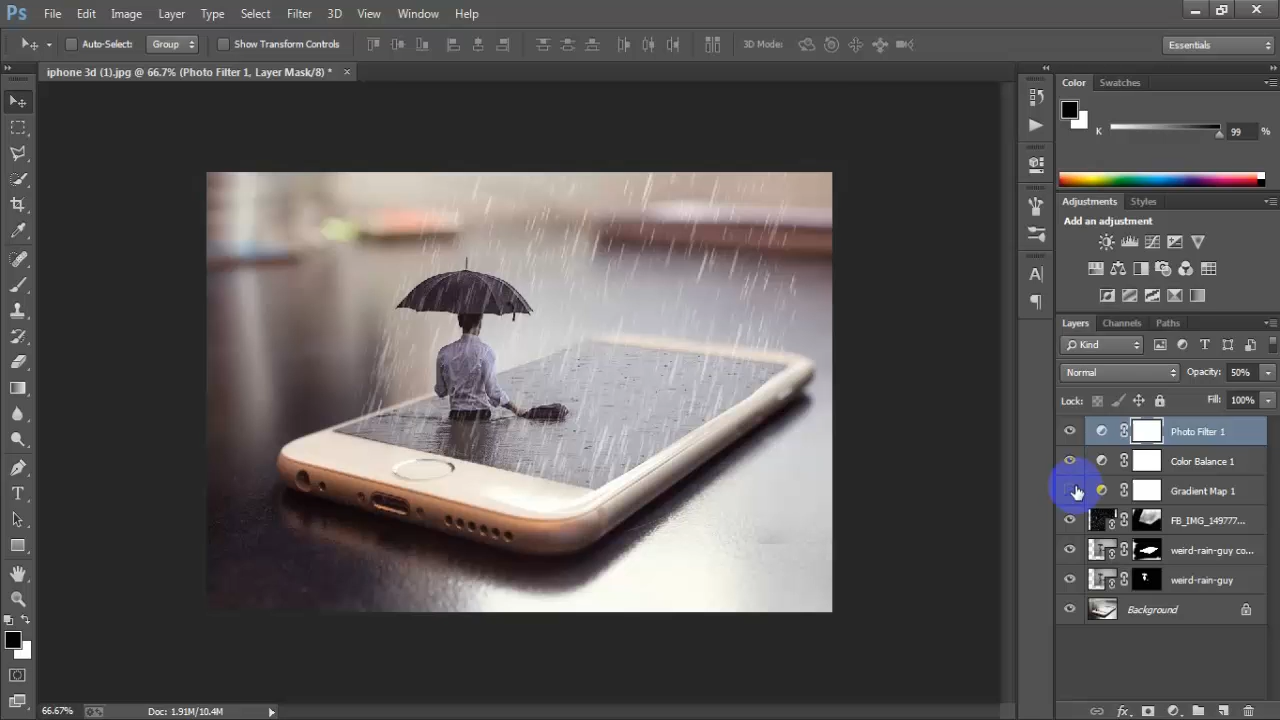 Ps File Edit Image Layer Type Select Filter 3D View Window Help
Auto-Select: Group Show Transform Controls 3D Mode: Essentials
iphone 3d (1).jpg @ 66.7% (Photo Filter 1, Layer Mask/8) * ×
Color Swatches
K 99 %
Adjustments Styles
Add an adjustment
Layers Channels Paths
Kind
Normal Opacity: 50%
Lock: Fill: 100%
Photo Filter 1
Color Balance 1
Gradient Map 1
FB_IMG_149777...
weird-rain-guy co...
weird-rain-guy
Background
66.67% Doc: 1.91M/10.4M